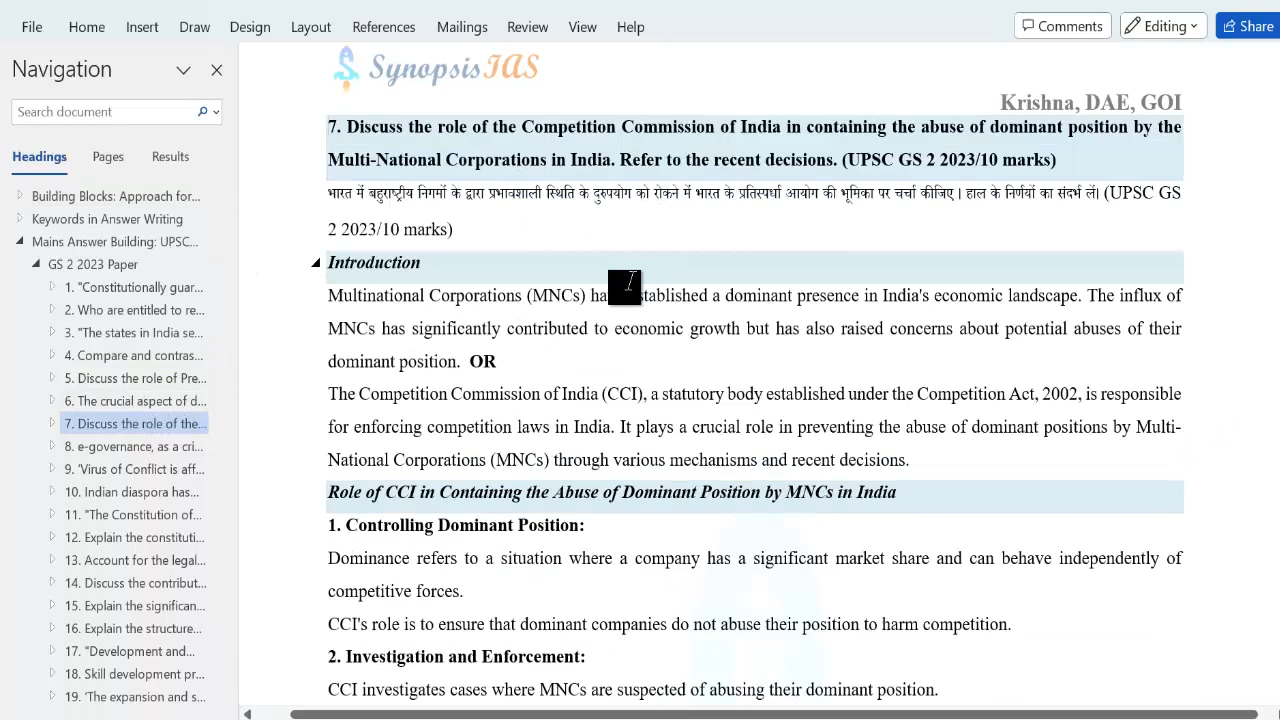 File Home Insert Draw Design Layout References Mailings Review View Help Comments Editing Share
Navigation
Search document
Headings Pages Results
Building Blocks: Approach for...
Keywords in Answer Writing
Mains Answer Building: UPSC...
GS 2 2023 Paper
1. "Constitutionally guar...
2. Who are entitled to re...
3. "The states in India se...
4. Compare and contras...
5. Discuss the role of Pre...
6. The crucial aspect of d...
7. Discuss the role of the...
8. e-governance, as a cri...
9. 'Virus of Conflict is aff...
10. Indian diaspora has...
11. "The Constitution of...
12. Explain the constituti...
13. Account for the legal...
14. Discuss the contribut...
15. Explain the significan...
16. Explain the structure...
17. "Development and...
18. Skill development pr...
19. 'The expansion and s...
SynopsisIAS
Krishna, DAE, GOI
7. Discuss the role of the Competition Commission of India in containing the abuse of dominant position by the
Multi-National Corporations in India. Refer to the recent decisions. (UPSC GS 2 2023/10 marks)
भारत में बहुराष्ट्रीय निगमों के द्वारा प्रभावशाली स्थिति के दुरुपयोग को रोकने में भारत के प्रतिस्पर्धा आयोग की भूमिका पर चर्चा कीजिए। हाल के निर्णयों का संदर्भ लें। (UPSC GS
2 2023/10 marks)
Introduction
Multinational Corporations (MNCs) ha stablished a dominant presence in India's economic landscape. The influx of
MNCs has significantly contributed to economic growth but has also raised concerns about potential abuses of their
dominant position. OR
The Competition Commission of India (CCI), a statutory body established under the Competition Act, 2002, is responsible
for enforcing competition laws in India. It plays a crucial role in preventing the abuse of dominant positions by Multi-
National Corporations (MNCs) through various mechanisms and recent decisions.
Role of CCI in Containing the Abuse of Dominant Position by MNCs in India
1. Controlling Dominant Position:
Dominance refers to a situation where a company has a significant market share and can behave independently of
competitive forces.
CCI's role is to ensure that dominant companies do not abuse their position to harm competition.
2. Investigation and Enforcement:
CCI investigates cases where MNCs are suspected of abusing their dominant position.